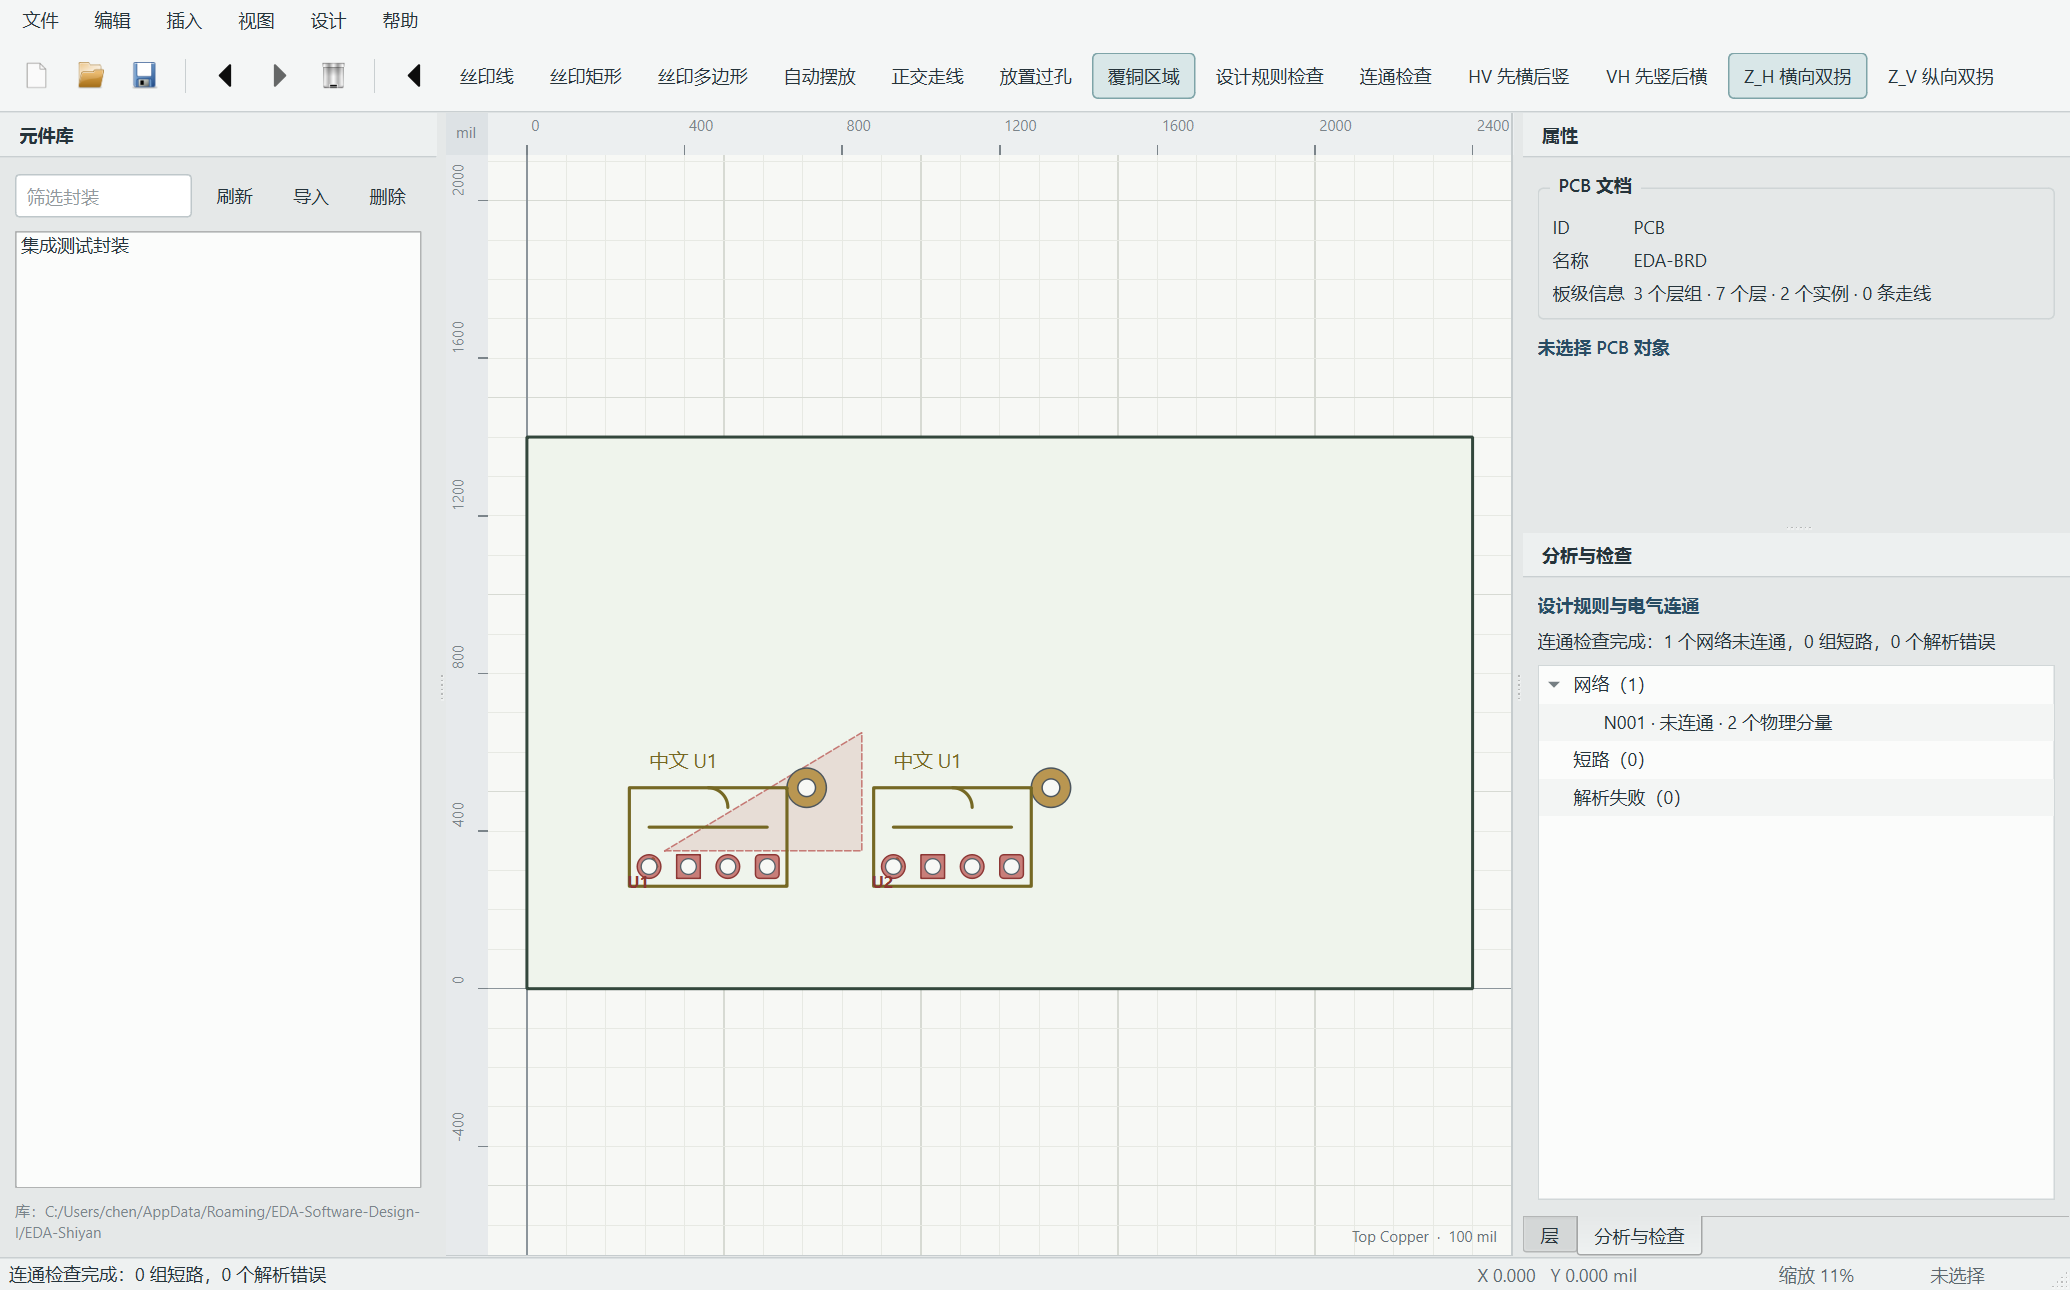 文件 编辑 插入 视图 设计 帮助
丝印线 丝印矩形 丝印多边形 自动摆放 正交走线 放置过孔 覆铜区域 设计规则检查 连通检查 HV 先横后竖 VH 先竖后横 Z_H 横向双拐 Z_V 纵向双拐
元件库
筛选封装 刷新 导入 删除
集成测试封装
库：C:/Users/chen/AppData/Roaming/EDA-Software-Design-
I/EDA-Shiyan
mil 0 400 800 1200 1600 2000 2400
2000
1600
1200
800
400
0
-400
中文 U1 中文 U1
U1 U2
Top Copper · 100 mil
属性
PCB 文档
ID PCB
名称 EDA-BRD
板级信息 3 个层组 · 7 个层 · 2 个实例 · 0 条走线
未选择 PCB 对象
分析与检查
设计规则与电气连通
连通检查完成：1 个网络未连通，0 组短路，0 个解析错误
网络（1）
N001 · 未连通 · 2 个物理分量
短路（0）
解析失败（0）
层 分析与检查
连通检查完成：0 组短路，0 个解析错误 X 0.000 Y 0.000 mil 缩放 11% 未选择